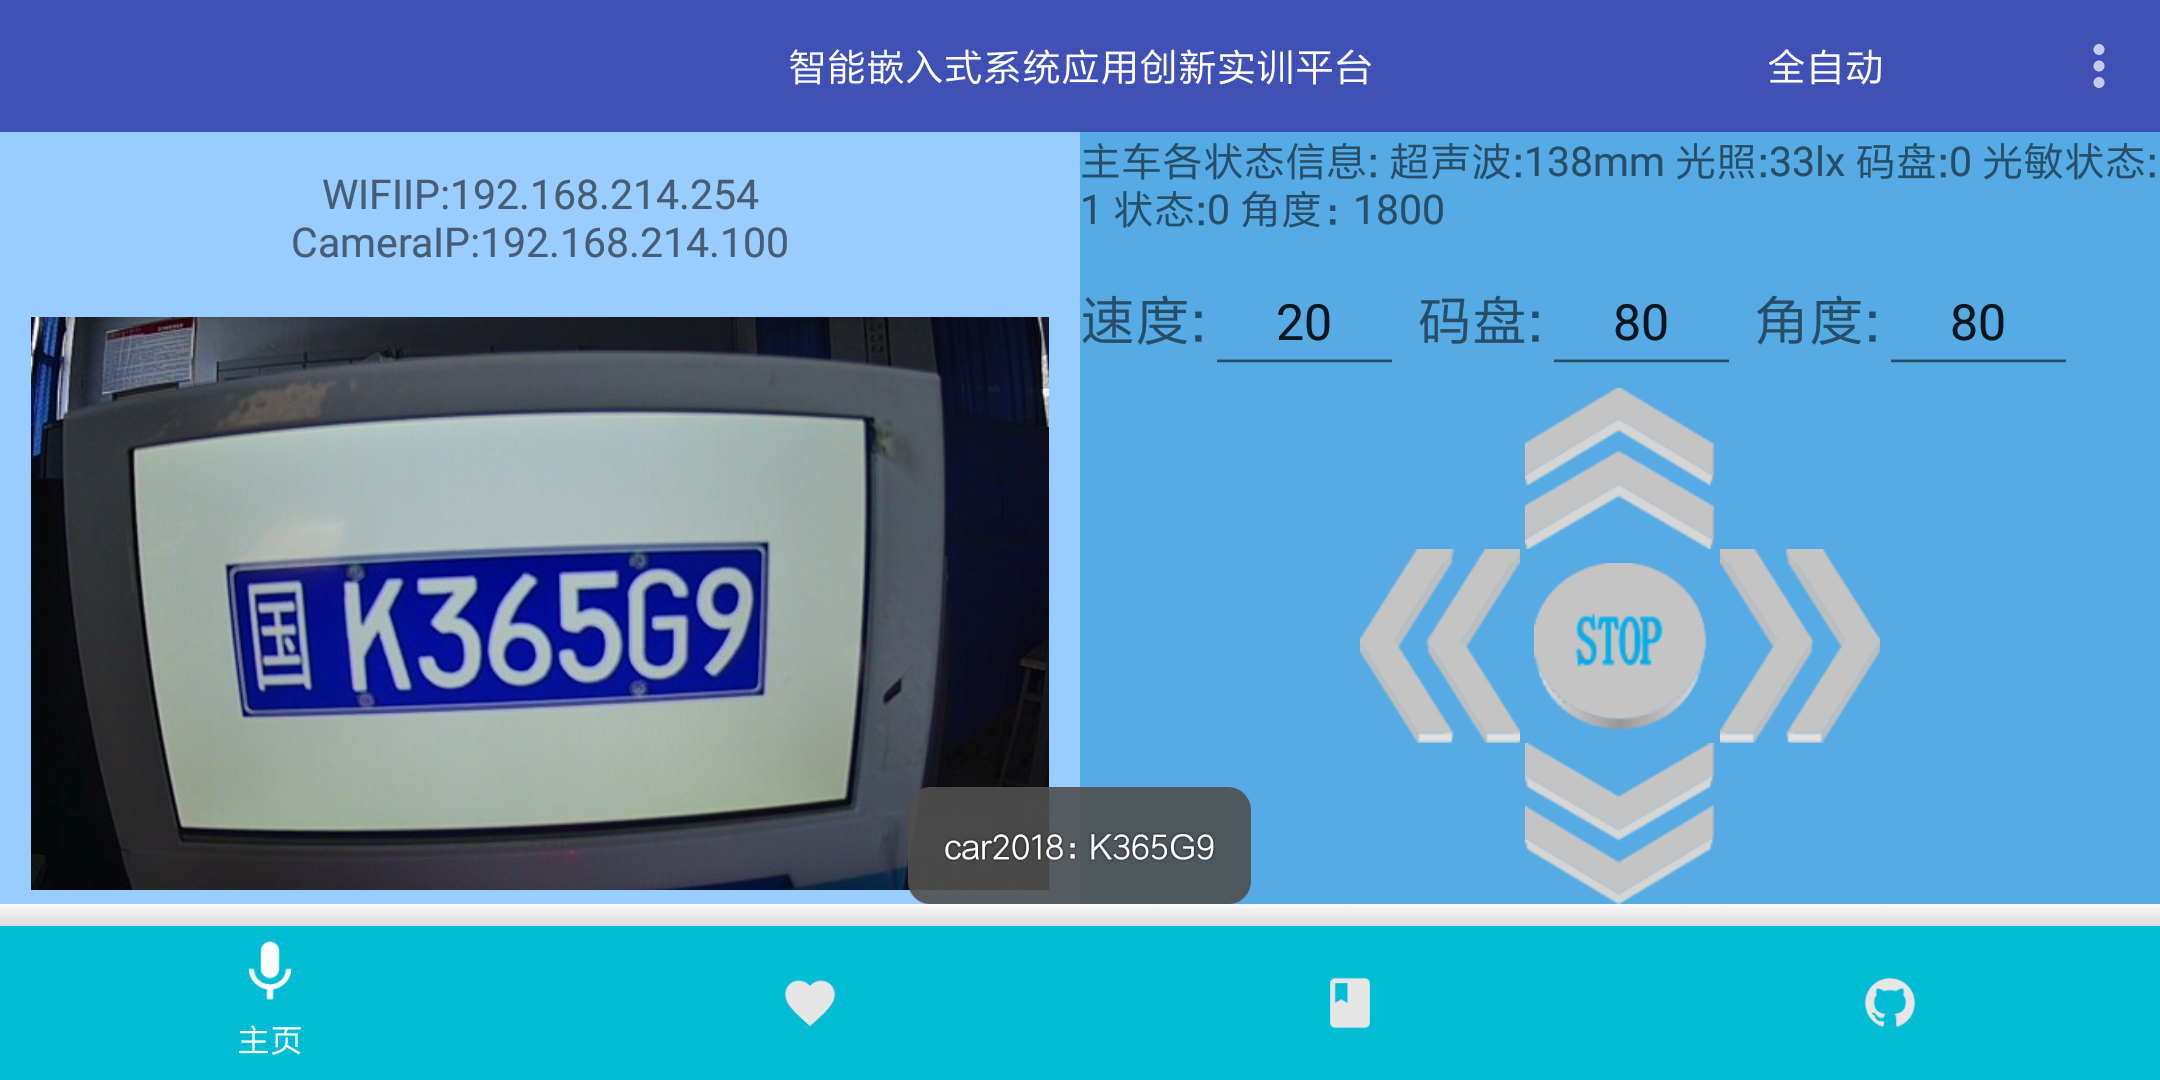 智能嵌入式系统应用创新实训平台
全自动
WIFIIP:192.168.214.254
CameraIP:192.168.214.100
主车各状态信息: 超声波:138mm 光照:33lx 码盘:0 光敏状态:
1 状态:0 角度：1800
速度: 20 码盘: 80 角度: 80
国 K365G9
STOP
car2018：K365G9
主页